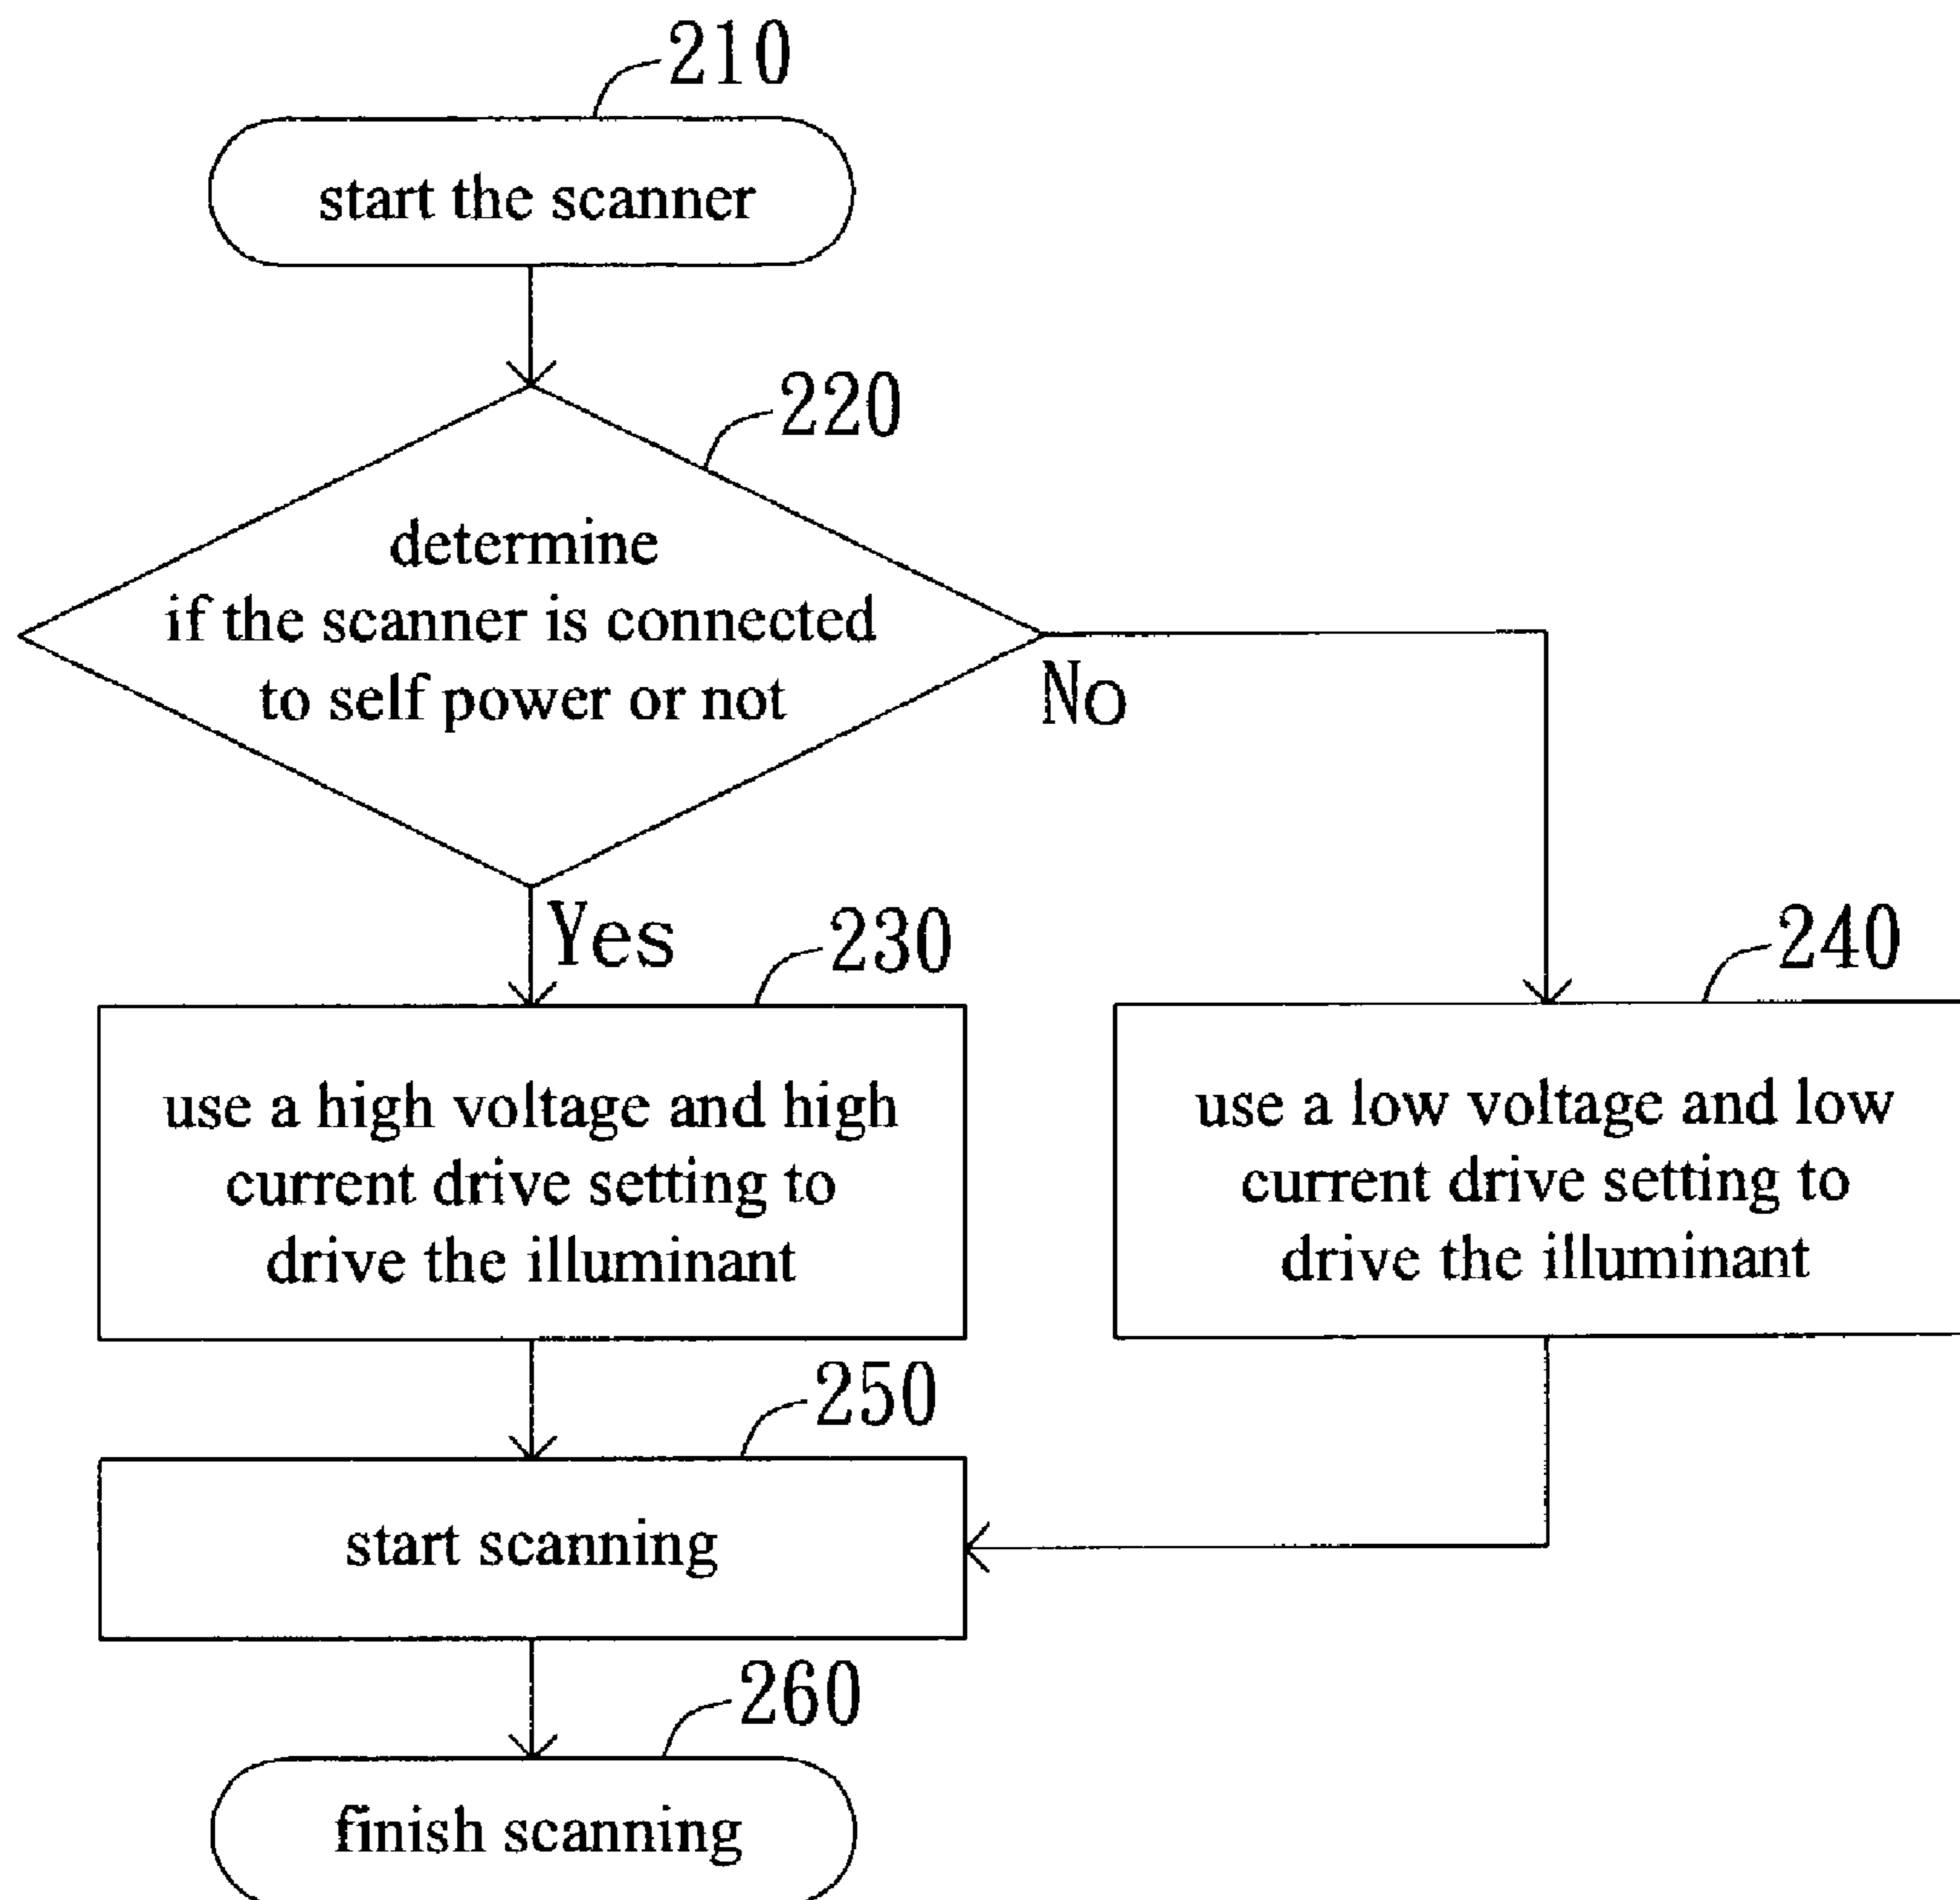 210
start the scanner
220
determine
if the scanner is connected
to self power or not
No
Yes
230
use a high voltage and high
current drive setting to
drive the illuminant
240
use a low voltage and low
current drive setting to
drive the illuminant
250
start scanning
260
finish scanning